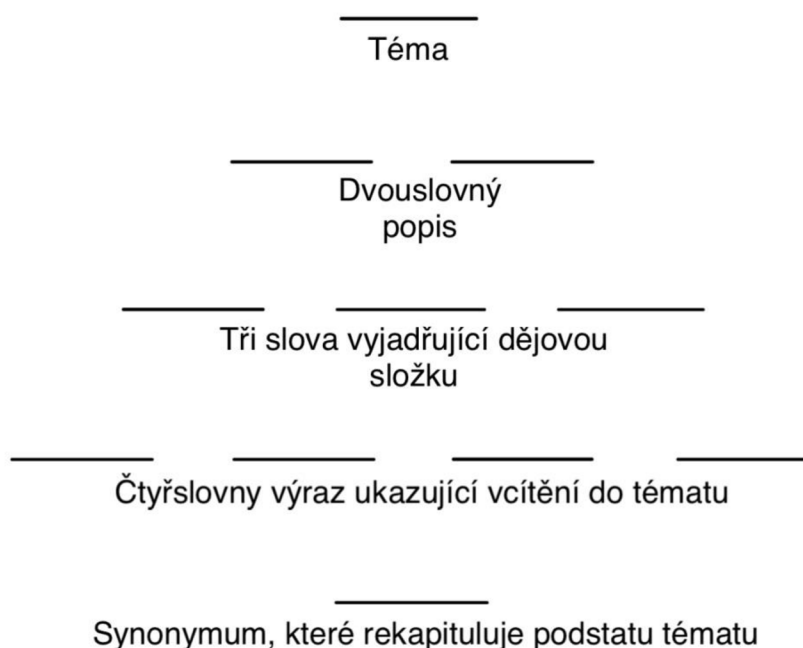 Téma
Dvouslovný
popis
Tři slova vyjadřující dějovou
složku
Čtyřslovny výraz ukazující vcítění do tématu
Synonymum, které rekapituluje podstatu tématu